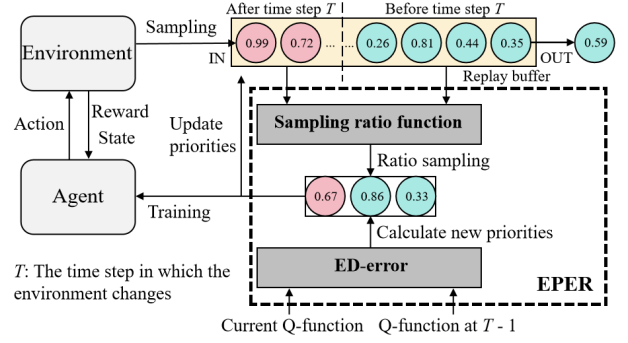 After time step T
Before time step T
Environment
Sampling
IN
0.99
0.72
...
...
0.26
0.81
0.44
0.35
OUT
0.59
Replay buffer
Action
Reward
State
Update
priorities
Sampling ratio function
Ratio sampling
Agent
Training
0.67
0.86
0.33
Calculate new priorities
ED-error
EPER
T: The time step in which the
environment changes
Current Q-function
Q-function at T - 1